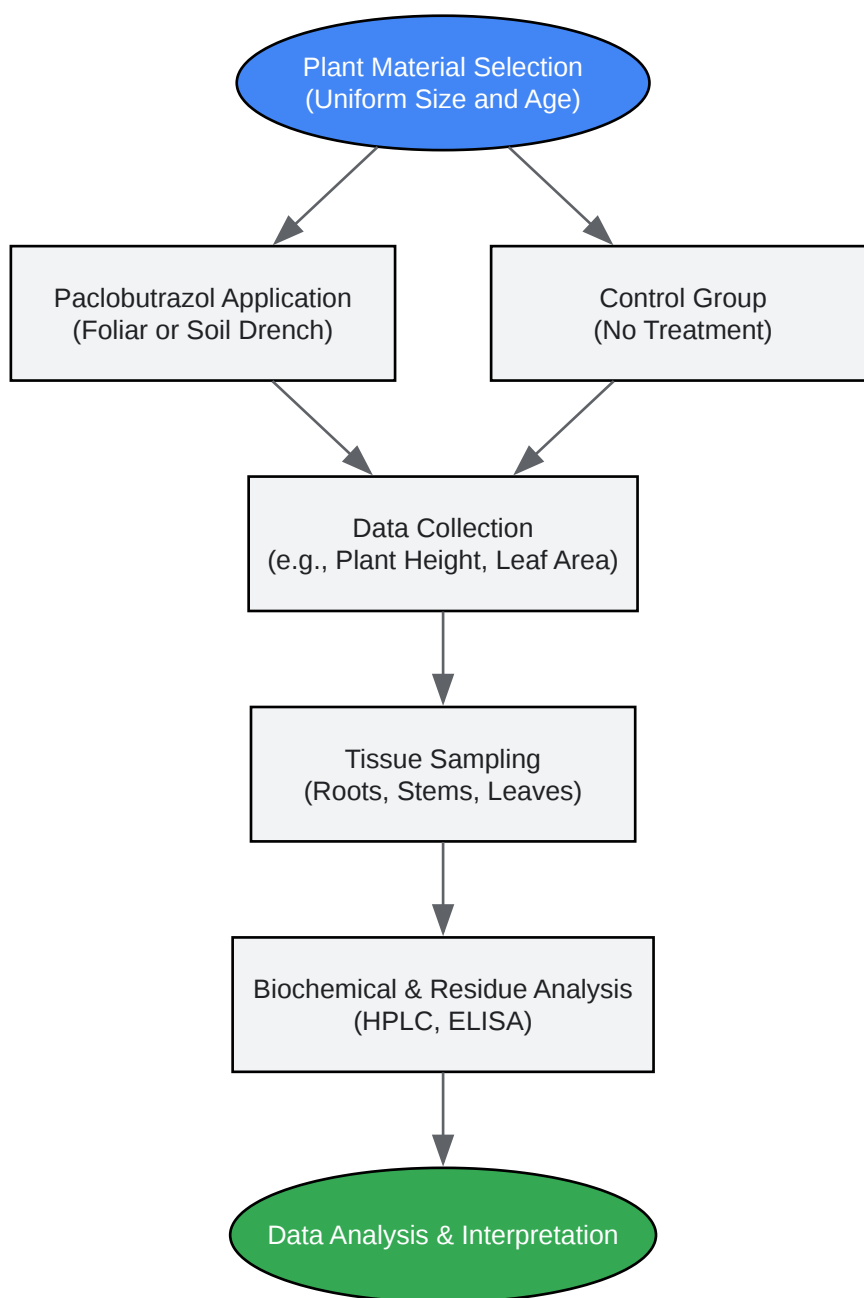 Plant Material Selection
(Uniform Size and Age)
Paclobutrazol Application
(Foliar or Soil Drench)
Control Group
(No Treatment)
Data Collection
(e.g., Plant Height, Leaf Area)
Tissue Sampling
(Roots, Stems, Leaves)
Biochemical & Residue Analysis
(HPLC, ELISA)
Data Analysis & Interpretation